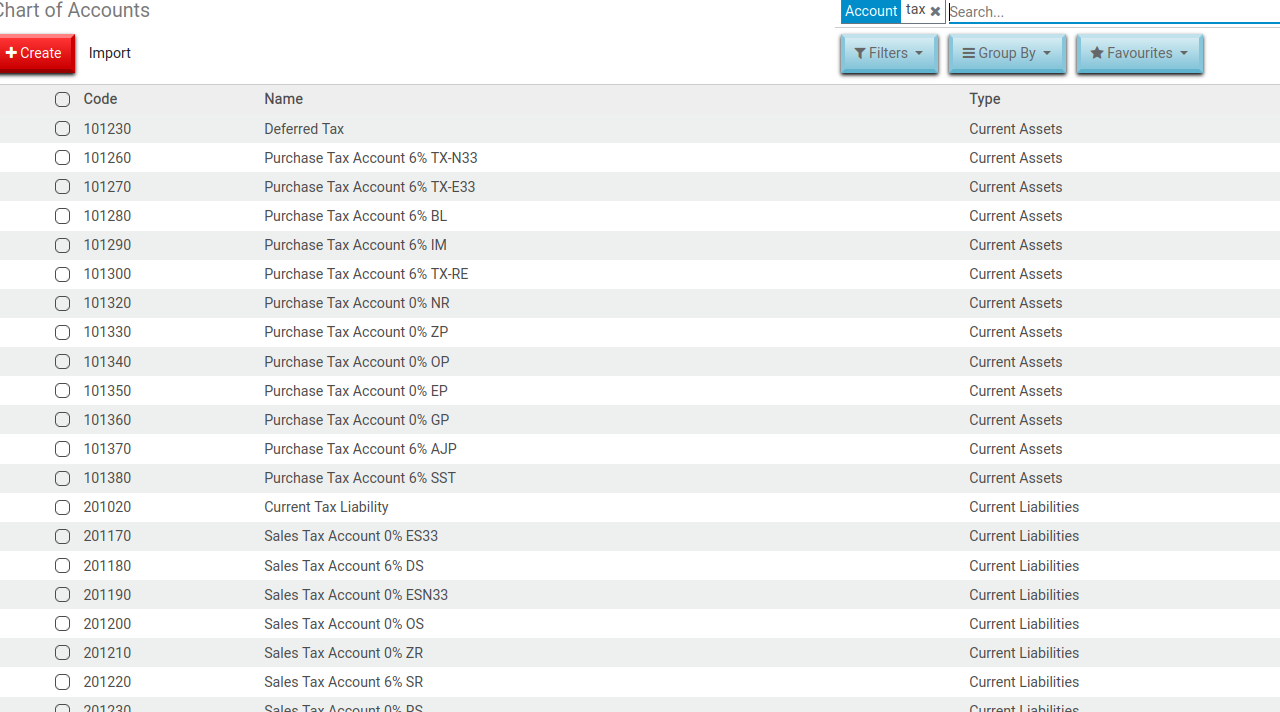 Chart of Accounts
Account tax Search...
Create Import Filters Group By Favourites
Code Name Type
101230 Deferred Tax Current Assets
101260 Purchase Tax Account 6% TX-N33 Current Assets
101270 Purchase Tax Account 6% TX-E33 Current Assets
101280 Purchase Tax Account 6% BL Current Assets
101290 Purchase Tax Account 6% IM Current Assets
101300 Purchase Tax Account 6% TX-RE Current Assets
101320 Purchase Tax Account 0% NR Current Assets
101330 Purchase Tax Account 0% ZP Current Assets
101340 Purchase Tax Account 0% OP Current Assets
101350 Purchase Tax Account 0% EP Current Assets
101360 Purchase Tax Account 0% GP Current Assets
101370 Purchase Tax Account 6% AJP Current Assets
101380 Purchase Tax Account 6% SST Current Assets
201020 Current Tax Liability Current Liabilities
201170 Sales Tax Account 0% ES33 Current Liabilities
201180 Sales Tax Account 6% DS Current Liabilities
201190 Sales Tax Account 0% ESN33 Current Liabilities
201200 Sales Tax Account 0% OS Current Liabilities
201210 Sales Tax Account 0% ZR Current Liabilities
201220 Sales Tax Account 6% SR Current Liabilities
201230 Sales Tax Account 0% Current Liabilities